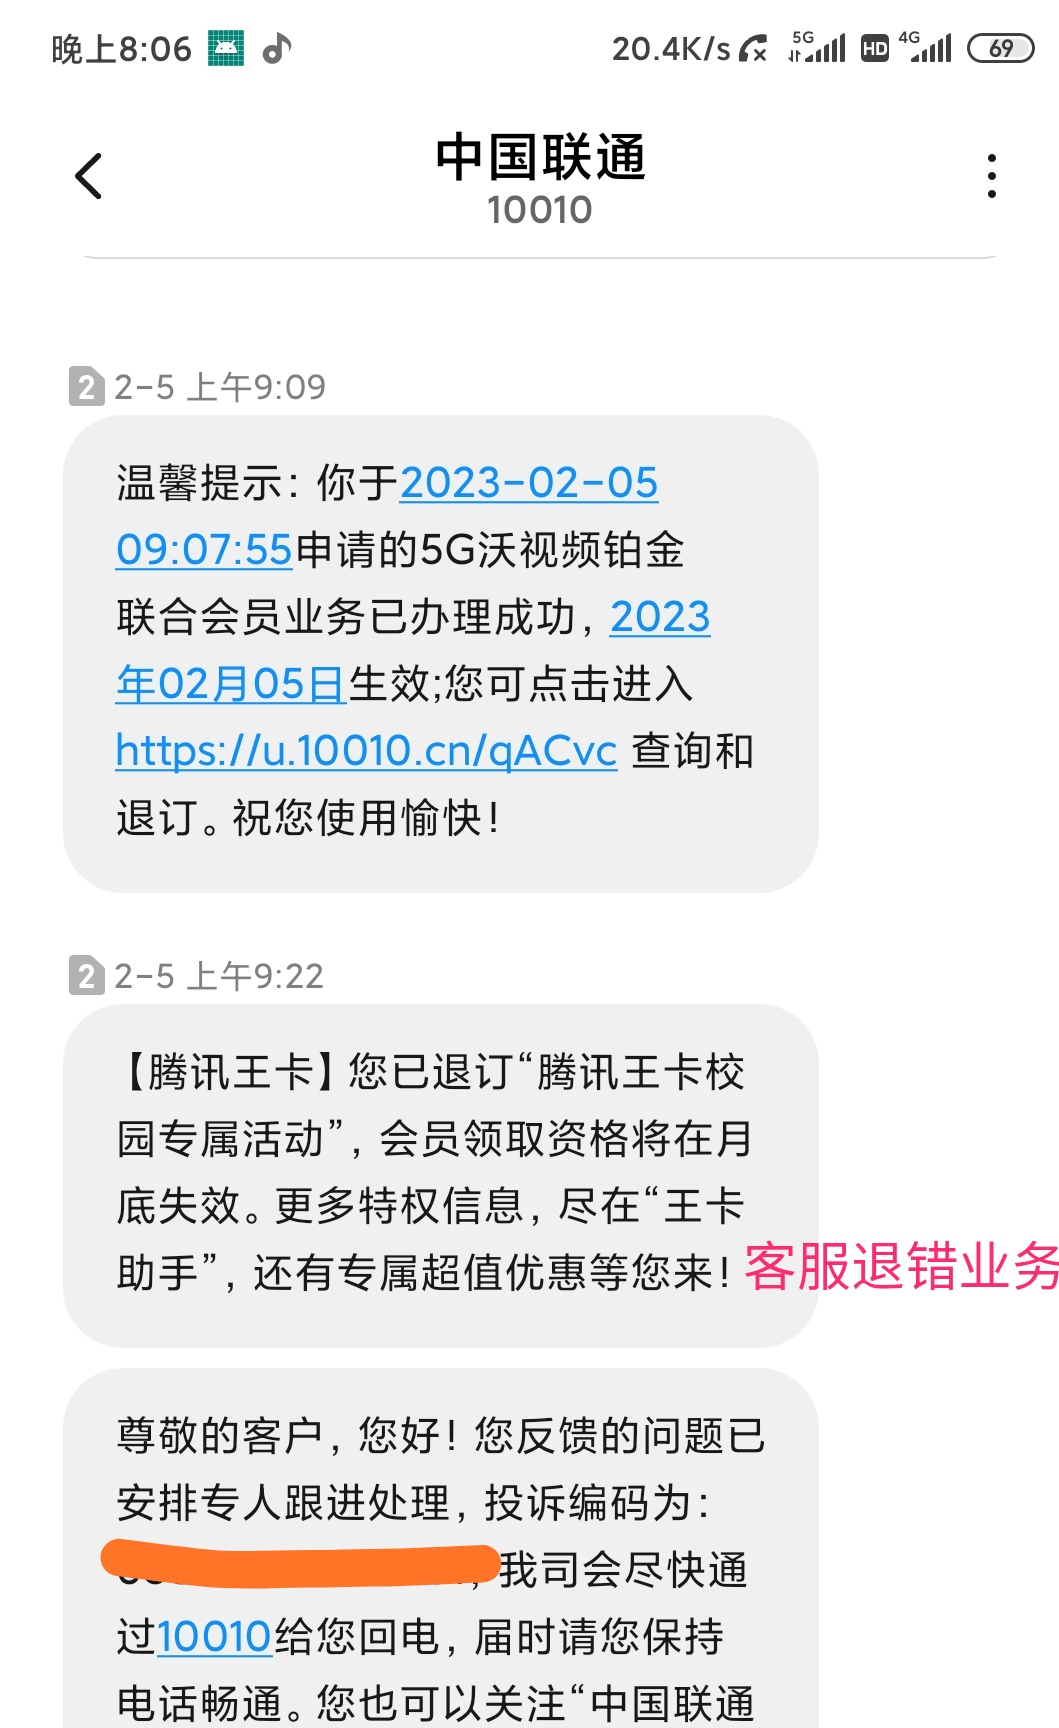 晚上8:06 20.4K/s 5G HD 4G 69
中国联通
10010
2 2-5 上午9:09
温馨提示：你于2023-02-05
09:07:55申请的5G沃视频铂金
联合会员业务已办理成功，2023
年02月05日生效;您可点击进入
https://u.10010.cn/qACvc 查询和
退订。祝您使用愉快！
2 2-5 上午9:22
【腾讯王卡】您已退订“腾讯王卡校
园专属活动”，会员领取资格将在月
底失效。更多特权信息，尽在“王卡
助手”，还有专属超值优惠等您来！
客服退错业务
尊敬的客户，您好！您反馈的问题已
安排专人跟进处理，投诉编码为：
，我司会尽快通
过10010给您回电，届时请您保持
电话畅通。您也可以关注“中国联通